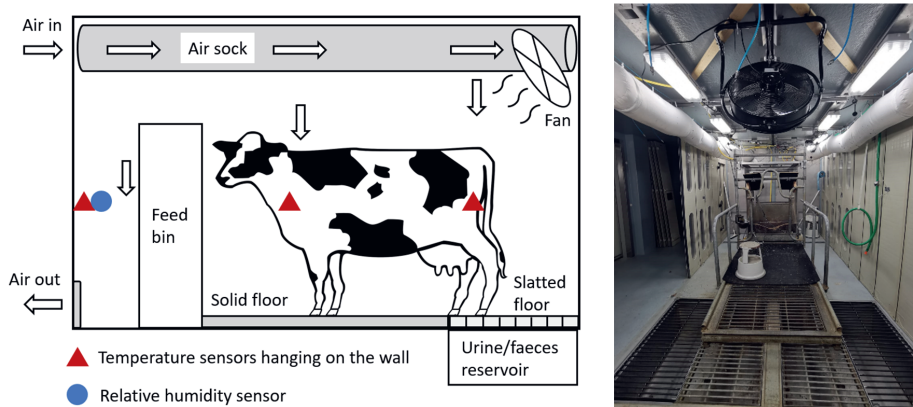 Air in
Air sock
Fan
Feed
bin
Air out
Solid floor
Slatted
floor
Urine/faeces
reservoir
Temperature sensors hanging on the wall
Relative humidity sensor